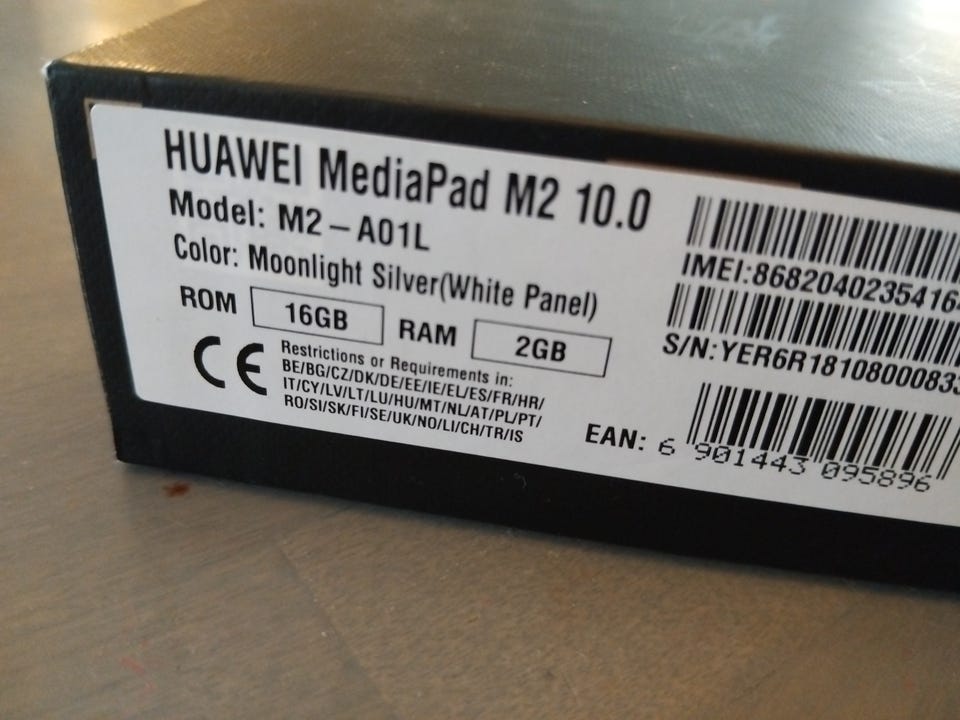 HUAWEI MediaPad M2 10.0
Model: M2-A01L
Color: Moonlight Silver(White Panel)
ROM 16GB RAM 2GB
CE
Restrictions or Requirements in:
BE/BG/CZ/DK/DE/EE/IE/EL/ES/FR/HR/
IT/CY/LV/LT/LU/HU/MT/NL/AT/PL/PT/
RO/SI/SK/FI/SE/UK/NO/LI/CH/TR/IS
IMEI:86820402354164
S/N:YER6R18108000833
EAN: 6 901443 095896